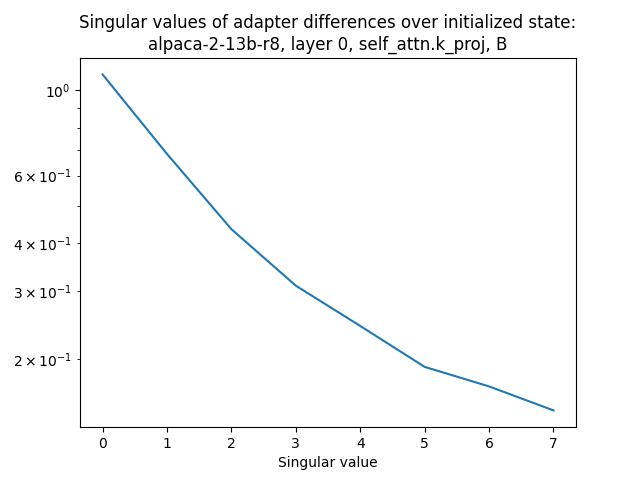 Singular values of adapter differences over initialized state:
alpaca-2-13b-r8, layer 0, self_attn.k_proj, B
10⁰
6 × 10⁻¹
4 × 10⁻¹
3 × 10⁻¹
2 × 10⁻¹
0 1 2 3 4 5 6 7
Singular value